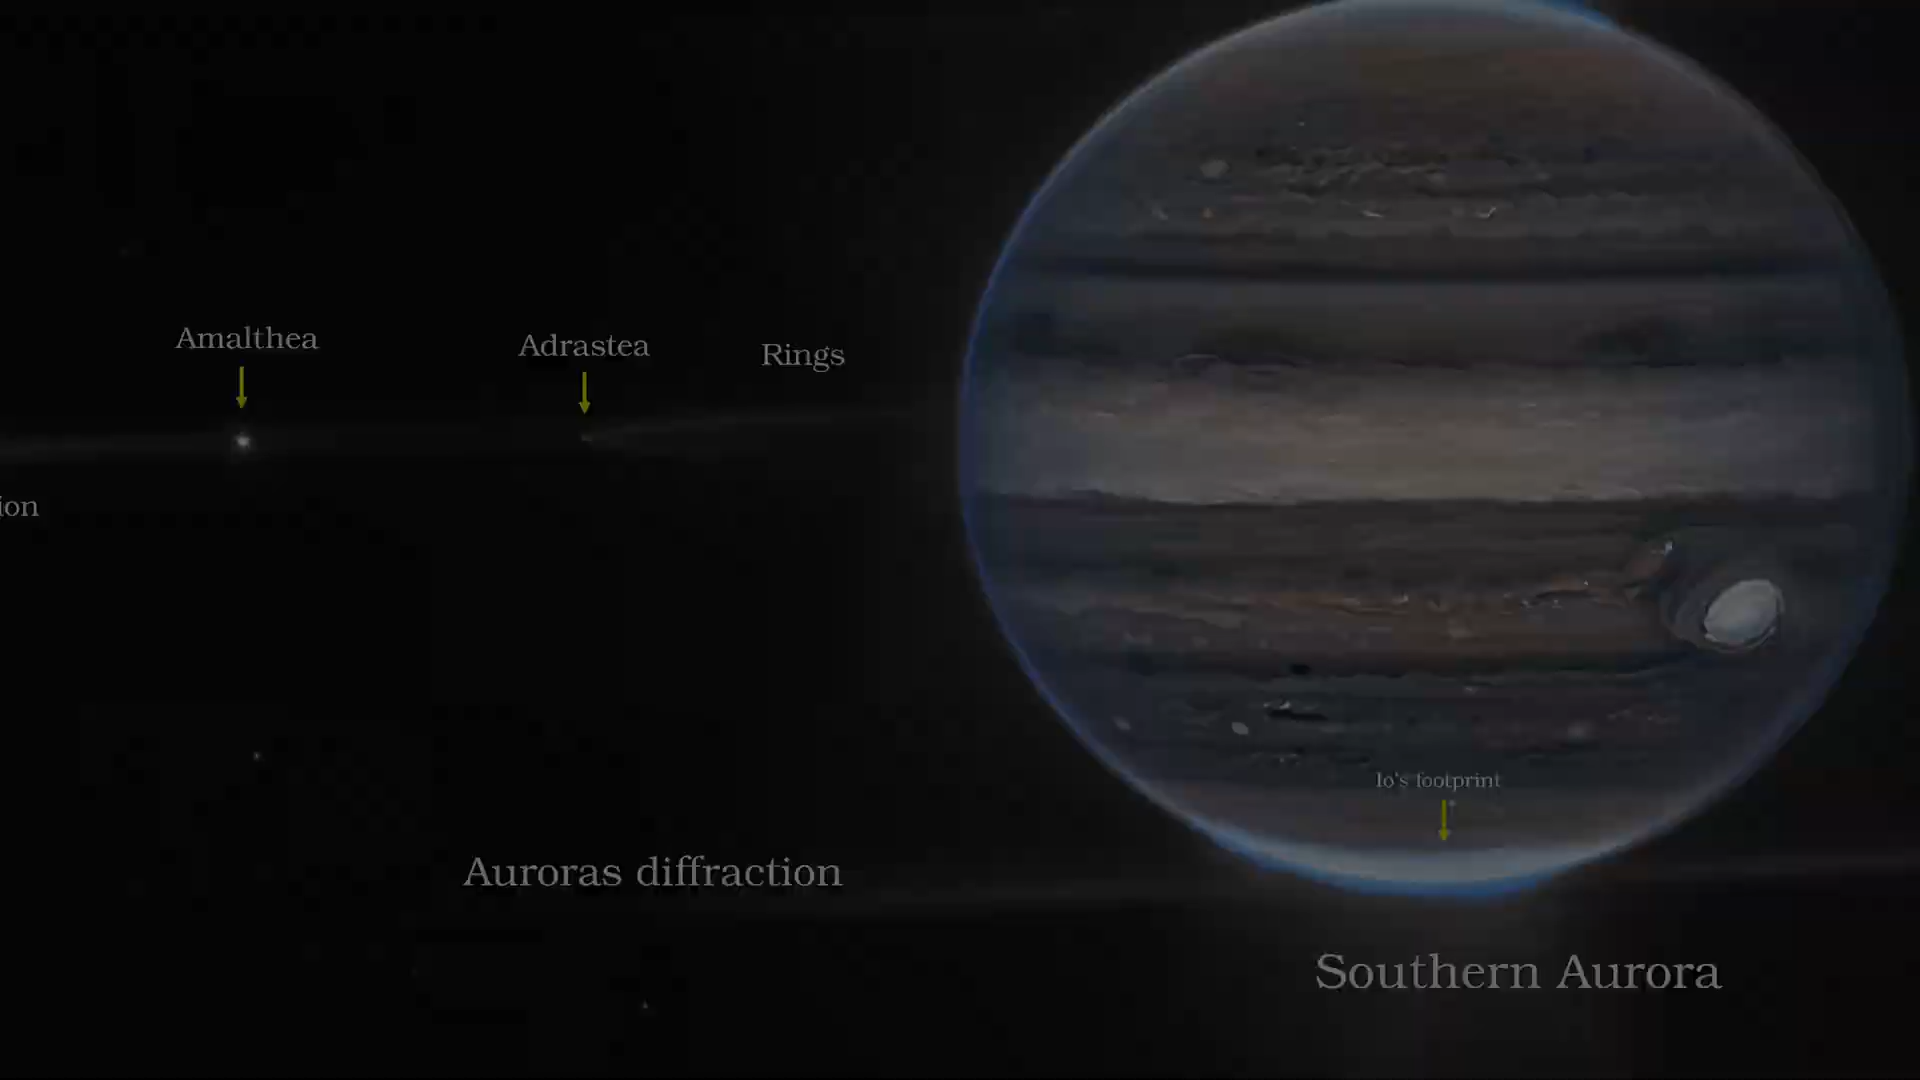 Amalthea
Adrastea
Rings
ion
Io's footprint
Auroras diffraction
Southern Aurora